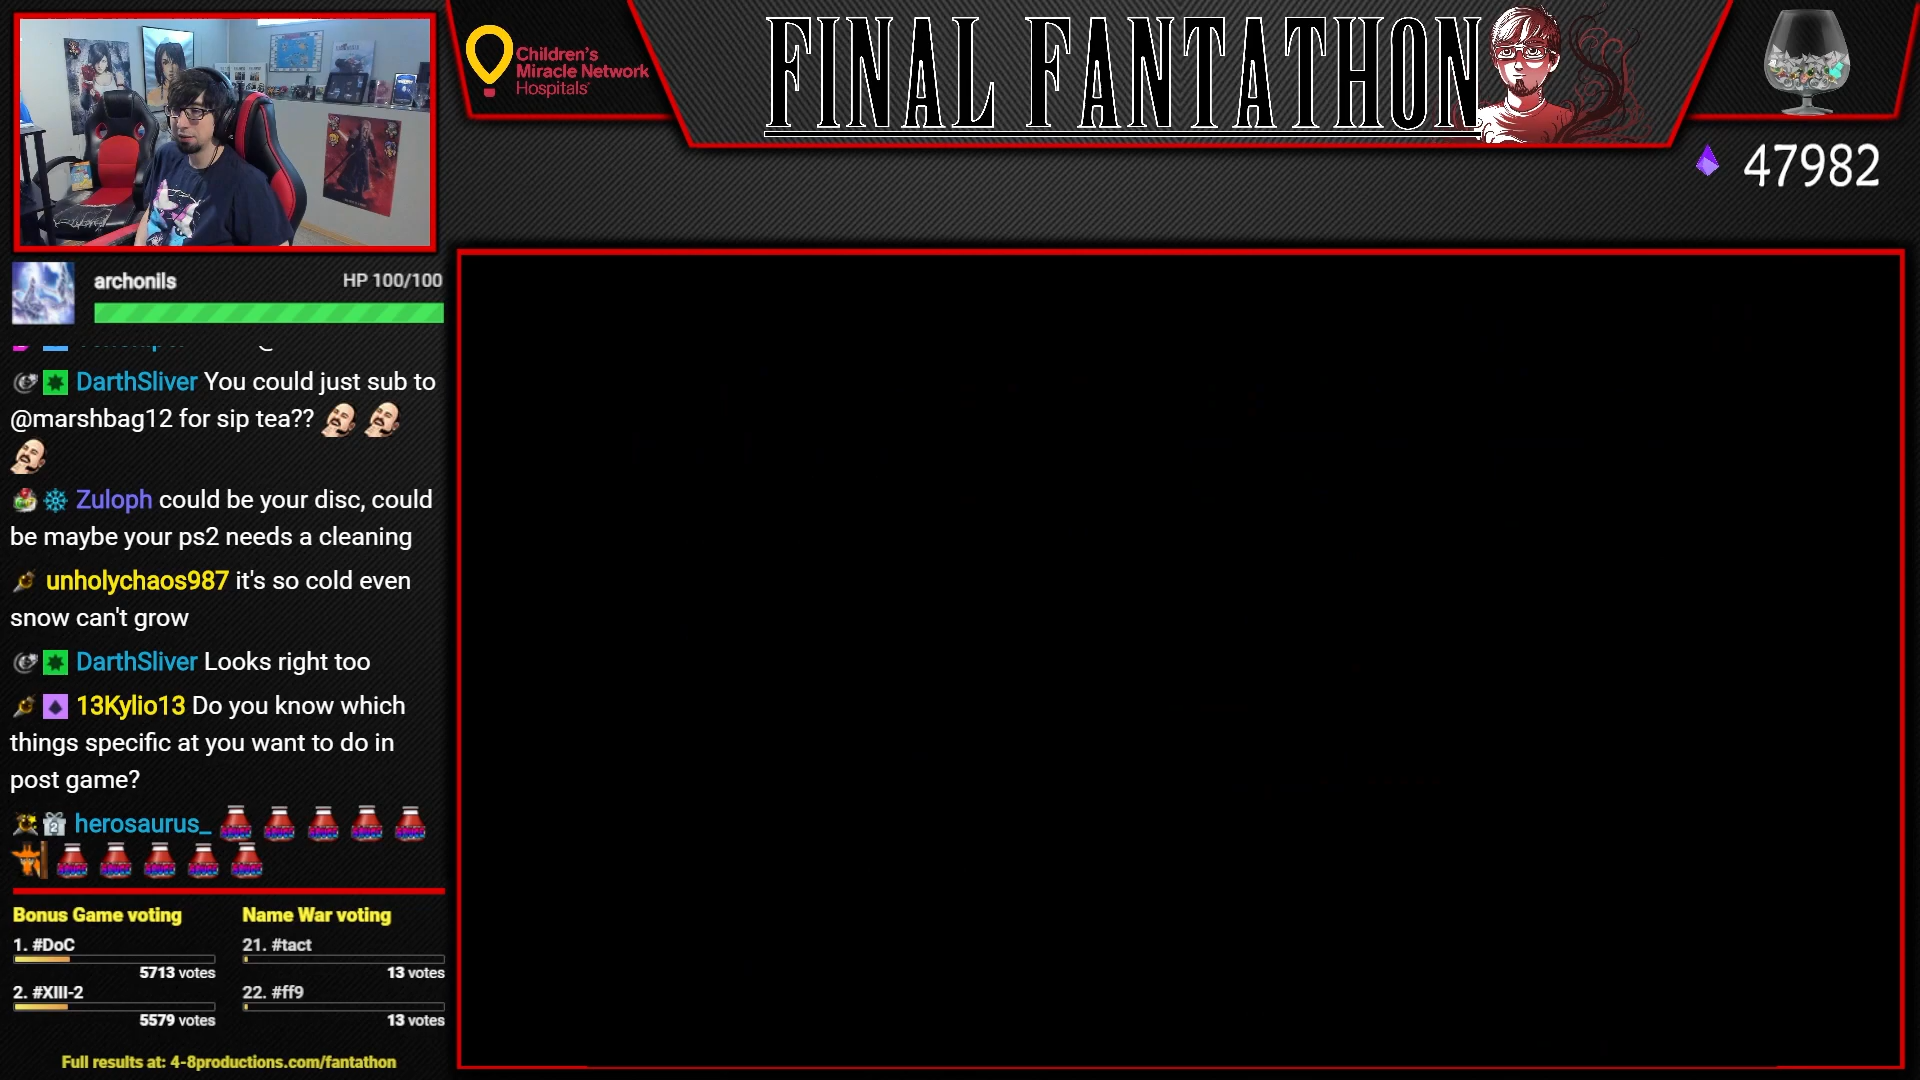 Children's
Miracle Network
Hospitals
FINAL FANTATHON
47982
archonils HP 100/100
DarthSliver You could just sub to
@marshbag12 for sip tea??
Zuloph could be your disc, could
be maybe your ps2 needs a cleaning
unholychaos987 it's so cold even
snow can't grow
DarthSliver Looks right too
13Kylio13 Do you know which
things specific at you want to do in
post game?
herosaurus_
Bonus Game voting
1. #DoC
5713 votes
2. #XIII-2
5579 votes
Name War voting
21. #tact
13 votes
22. #ff9
13 votes
Full results at: 4-8productions.com/fantathon